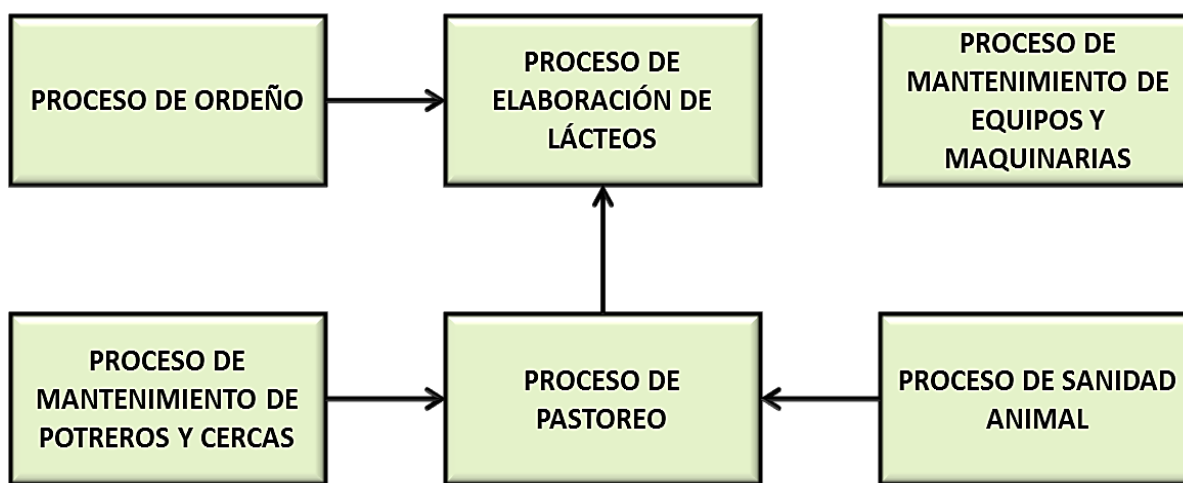 PROCESO DE ORDEÑO
PROCESO DE
ELABORACIÓN DE
LÁCTEOS
PROCESO DE
MANTENIMIENTO DE
EQUIPOS Y
MAQUINARIAS
PROCESO DE
MANTENIMIENTO DE
POTREROS Y CERCAS
PROCESO DE
PASTOREO
PROCESO DE SANIDAD
ANIMAL